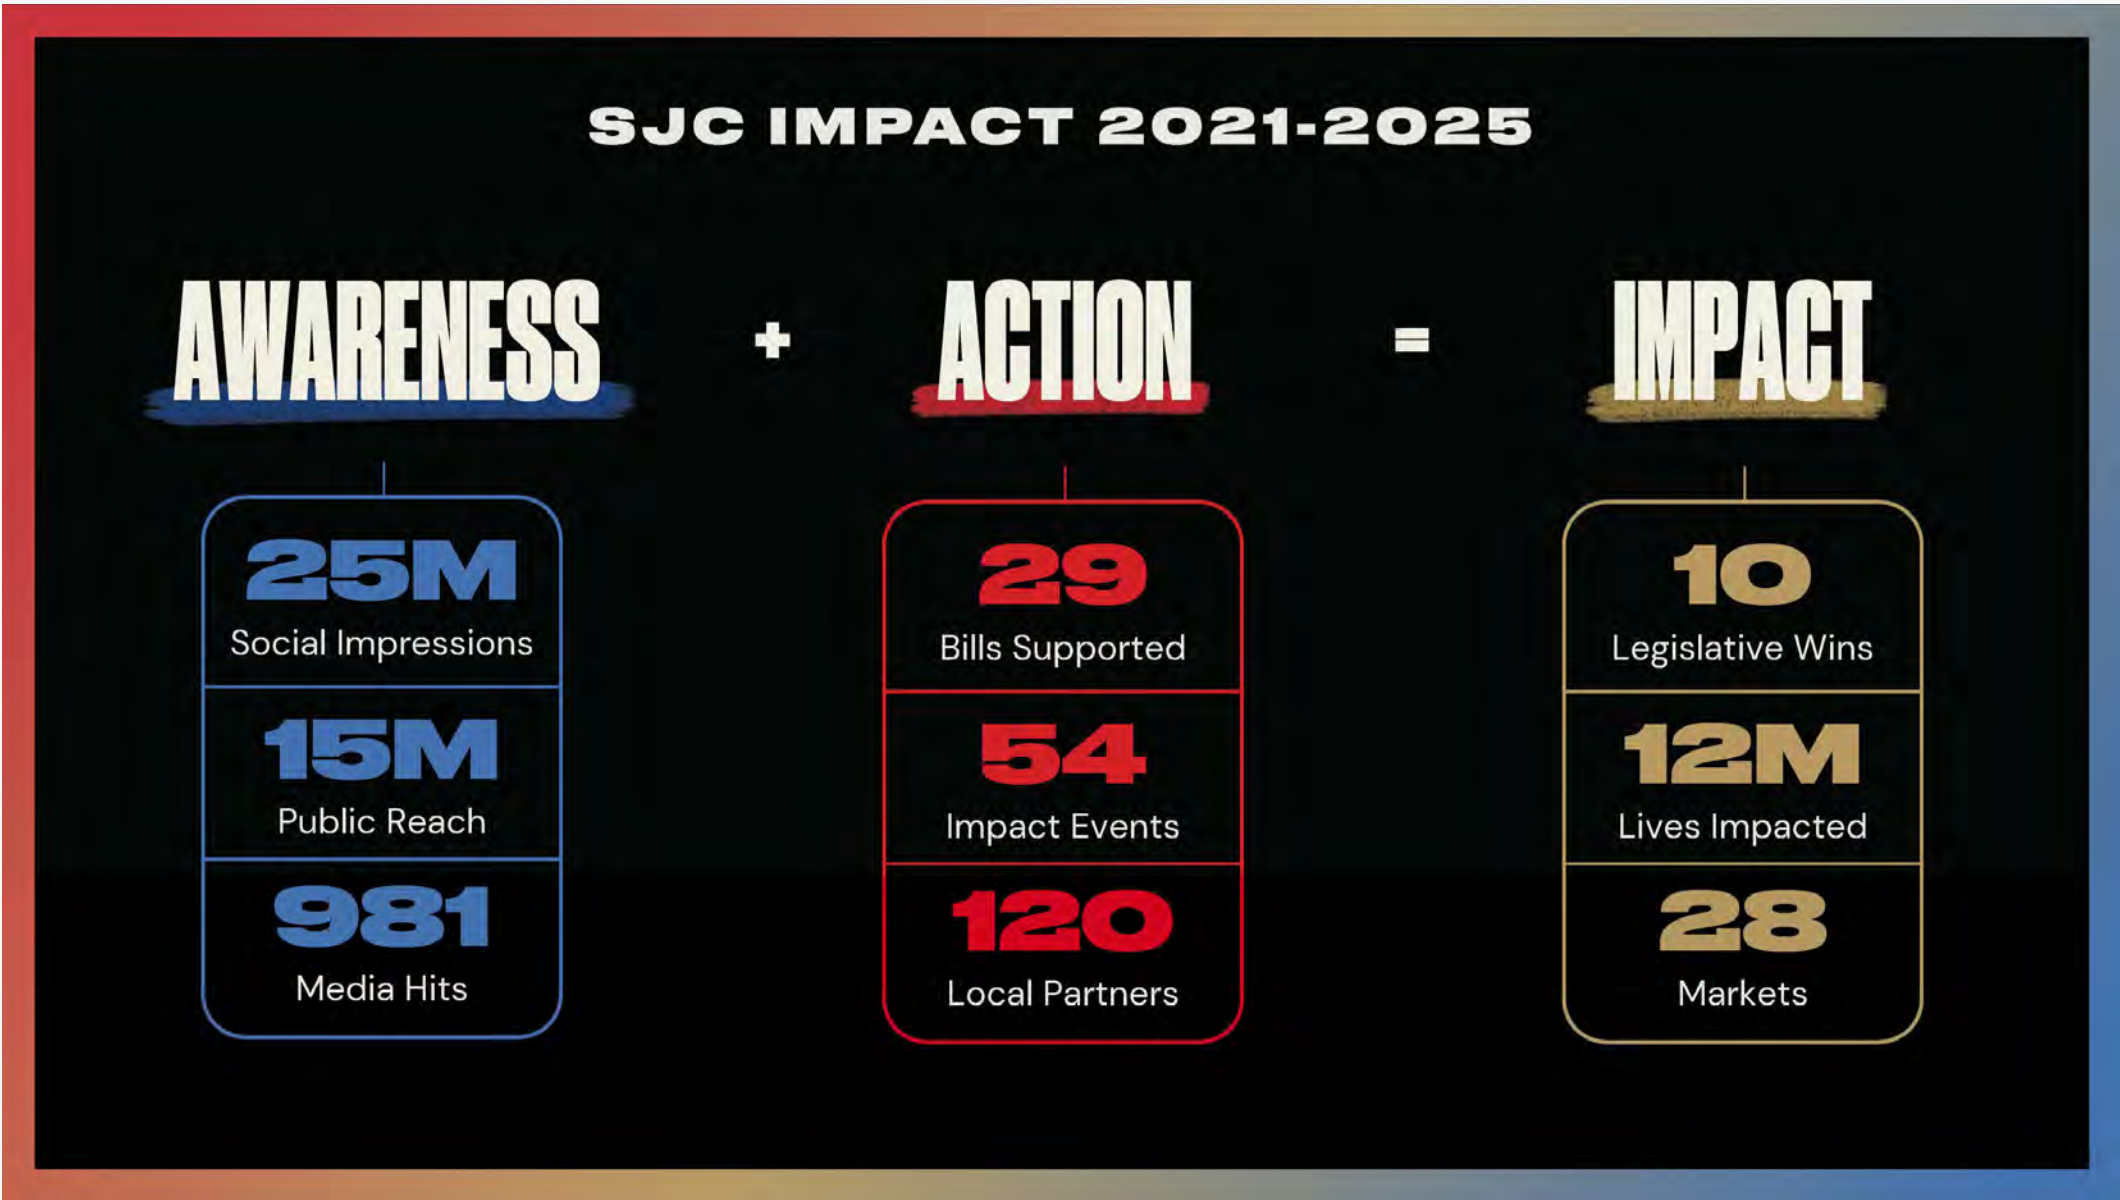 SJC IMPACT 2021-2025
AWARENESS + ACTION = IMPACT
25M
Social Impressions
15M
Public Reach
981
Media Hits
29
Bills Supported
54
Impact Events
120
Local Partners
10
Legislative Wins
12M
Lives Impacted
28
Markets